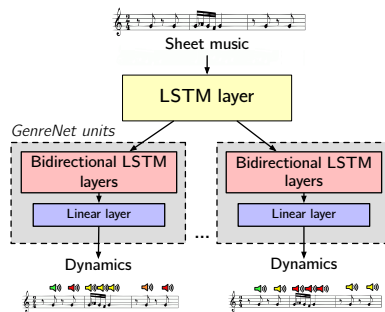 Sheet music
LSTM layer
GenreNet units
Bidirectional LSTM
layers
Linear layer
Bidirectional LSTM
layers
Linear layer
...
Dynamics
Dynamics